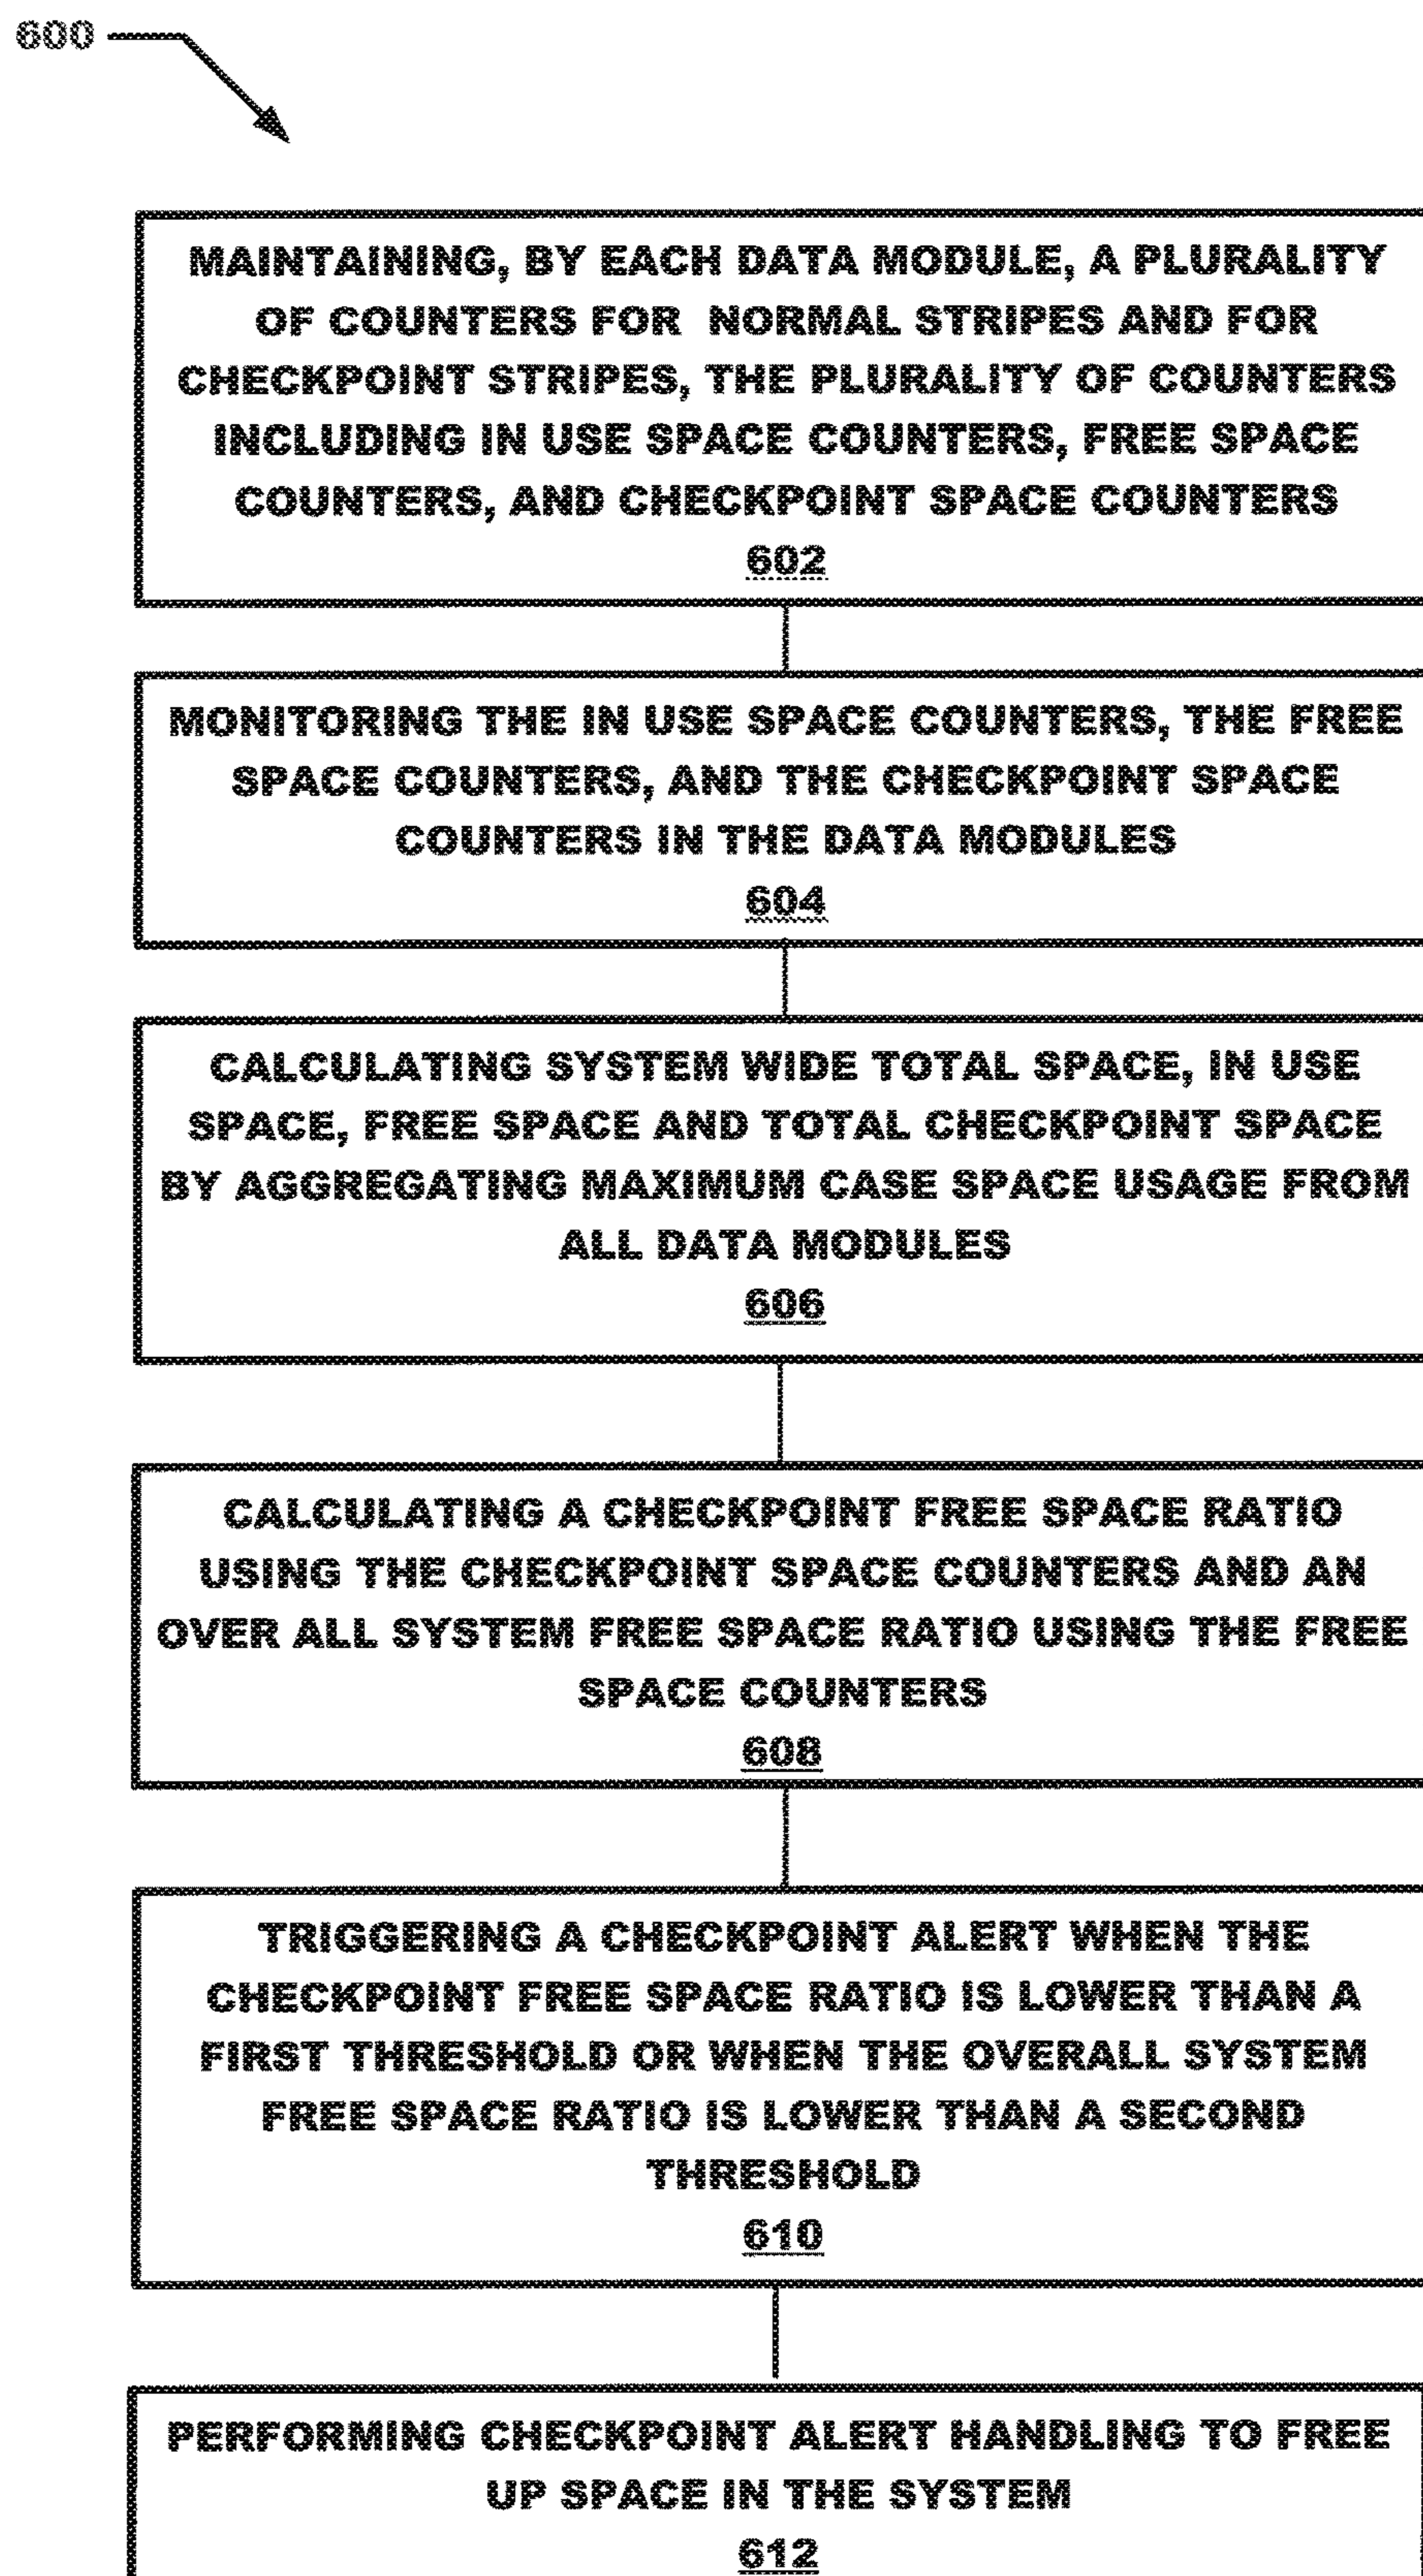 600
MAINTAINING, BY EACH DATA MODULE, A PLURALITY
OF COUNTERS FOR NORMAL STRIPES AND FOR
CHECKPOINT STRIPES, THE PLURALITY OF COUNTERS
INCLUDING IN USE SPACE COUNTERS, FREE SPACE
COUNTERS, AND CHECKPOINT SPACE COUNTERS
602
MONITORING THE IN USE SPACE COUNTERS, THE FREE
SPACE COUNTERS, AND THE CHECKPOINT SPACE
COUNTERS IN THE DATA MODULES
604
CALCULATING SYSTEM WIDE TOTAL SPACE, IN USE
SPACE, FREE SPACE AND TOTAL CHECKPOINT SPACE
BY AGGREGATING MAXIMUM CASE SPACE USAGE FROM
ALL DATA MODULES
606
CALCULATING A CHECKPOINT FREE SPACE RATIO
USING THE CHECKPOINT SPACE COUNTERS AND AN
OVER ALL SYSTEM FREE SPACE RATIO USING THE FREE
SPACE COUNTERS
608
TRIGGERING A CHECKPOINT ALERT WHEN THE
CHECKPOINT FREE SPACE RATIO IS LOWER THAN A
FIRST THRESHOLD OR WHEN THE OVERALL SYSTEM
FREE SPACE RATIO IS LOWER THAN A SECOND
THRESHOLD
610
PERFORMING CHECKPOINT ALERT HANDLING TO FREE
UP SPACE IN THE SYSTEM
612